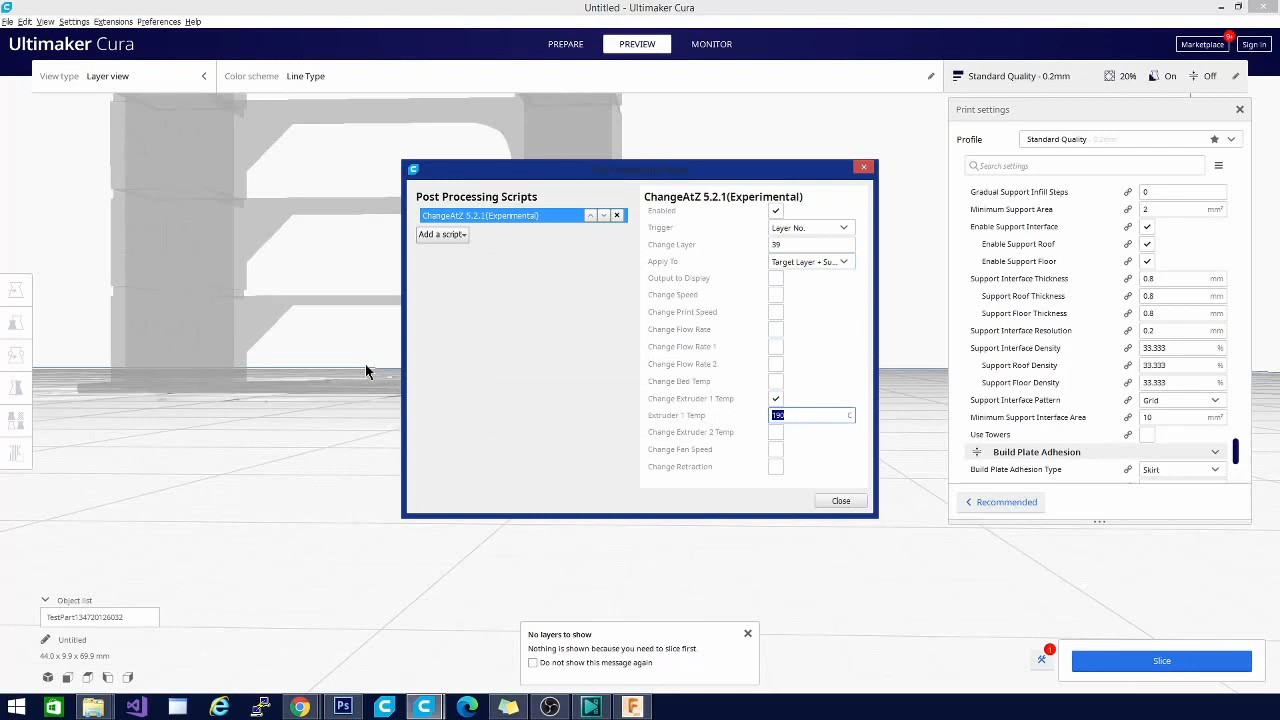 Untitled - Ultimaker Cura
File Edit View Settings Extensions Preferences Help
Ultimaker Cura
PREPARE PREVIEW MONITOR
Marketplace Sign in
View type Layer view
Color scheme Line Type
Standard Quality - 0.2mm 20% On Off
Print settings
Profile Standard Quality 0.2mm
Search settings
Gradual Support Infill Steps 0
Minimum Support Area 2 mm²
Enable Support Interface
Enable Support Roof
Enable Support Floor
Support Interface Thickness 0.8 mm
Support Roof Thickness 0.8 mm
Support Floor Thickness 0.8 mm
Support Interface Resolution 0.2 mm
Support Interface Density 33.333 %
Support Roof Density 33.333 %
Support Floor Density 33.333 %
Support Interface Pattern Grid
Minimum Support Interface Area 10 mm²
Use Towers
Build Plate Adhesion
Build Plate Adhesion Type Skirt
Recommended
Post Processing Scripts
ChangeAtZ 5.2.1(Experimental)
Add a script
ChangeAtZ 5.2.1(Experimental)
Enabled
Trigger Layer No.
Change Layer 39
Apply To Target Layer + Su...
Output to Display
Change Speed
Change Print Speed
Change Flow Rate
Change Flow Rate 1
Change Flow Rate 2
Change Bed Temp
Change Extruder 1 Temp
Extruder 1 Temp 190 C
Change Extruder 2 Temp
Change Fan Speed
Change Retraction
Close
Object list
TestPart134720126032
Untitled
44.0 x 9.9 x 69.9 mm
No layers to show
Nothing is shown because you need to slice first.
Do not show this message again
1
Slice
Ps